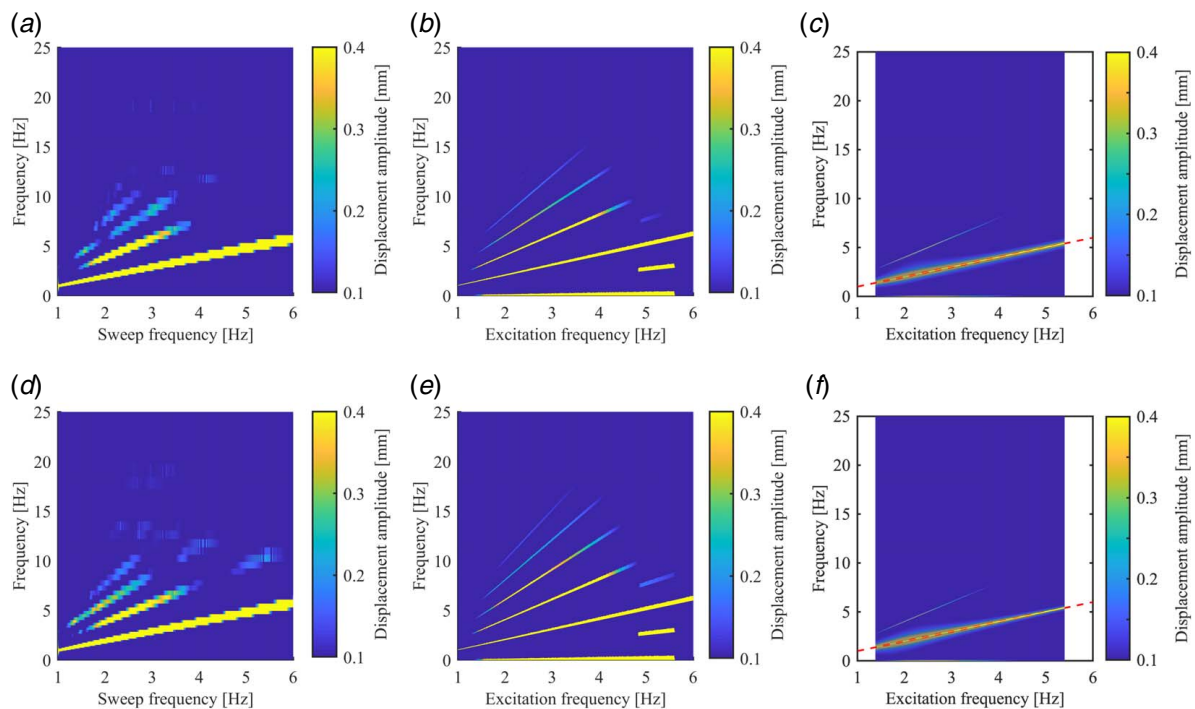 (a)
25
20
15
10
5
0
Frequency [Hz]
1 2 3 4 5 6
Sweep frequency [Hz]
0.4
0.3
0.2
0.1
Displacement amplitude [mm]
(b)
25
20
15
10
5
0
Frequency [Hz]
1 2 3 4 5 6
Excitation frequency [Hz]
0.4
0.3
0.2
0.1
Displacement amplitude [mm]
(c)
25
20
15
10
5
0
Frequency [Hz]
1 2 3 4 5 6
Excitation frequency [Hz]
0.4
0.3
0.2
0.1
Displacement amplitude [mm]
(d)
25
20
15
10
5
0
Frequency [Hz]
1 2 3 4 5 6
Sweep frequency [Hz]
0.4
0.3
0.2
0.1
Displacement amplitude [mm]
(e)
25
20
15
10
5
0
Frequency [Hz]
1 2 3 4 5 6
Excitation frequency [Hz]
0.4
0.3
0.2
0.1
Displacement amplitude [mm]
(f)
25
20
15
10
5
0
Frequency [Hz]
1 2 3 4 5 6
Excitation frequency [Hz]
0.4
0.3
0.2
0.1
Displacement amplitude [mm]